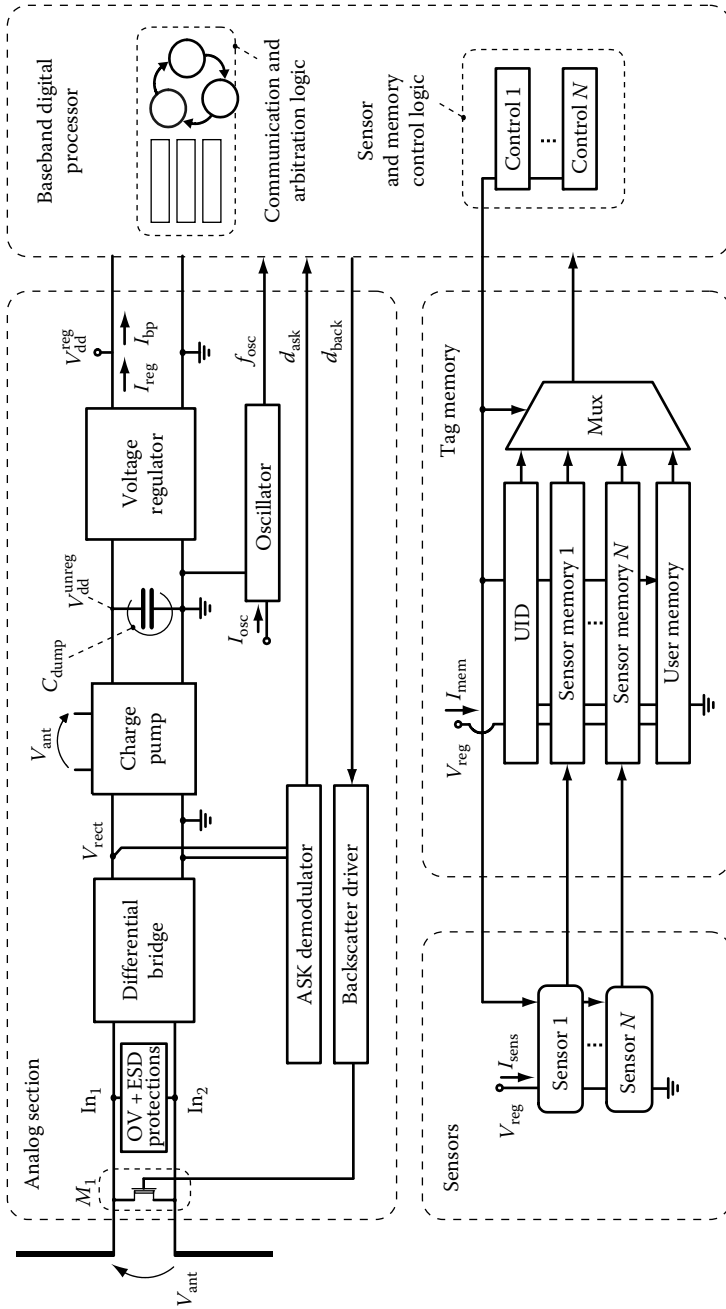 Analog section
V_ant
M_1
In_1
OV + ESD
protections
In_2
Differential
bridge
V_rect
V_ant
Charge
pump
C_dump
V_dd^unreg
Voltage
regulator
V_dd^reg
I_reg
I_bp
I_osc
Oscillator
f_osc
ASK demodulator
d_ask
Backscatter driver
d_back
Baseband digital
processor
Communication and
arbitration logic
Sensor
and memory
control logic
Control 1
Control N
Sensors
V_reg
I_sens
Sensor 1
Sensor N
Tag memory
V_reg
I_mem
UID
Sensor memory 1
Sensor memory N
User memory
Mux